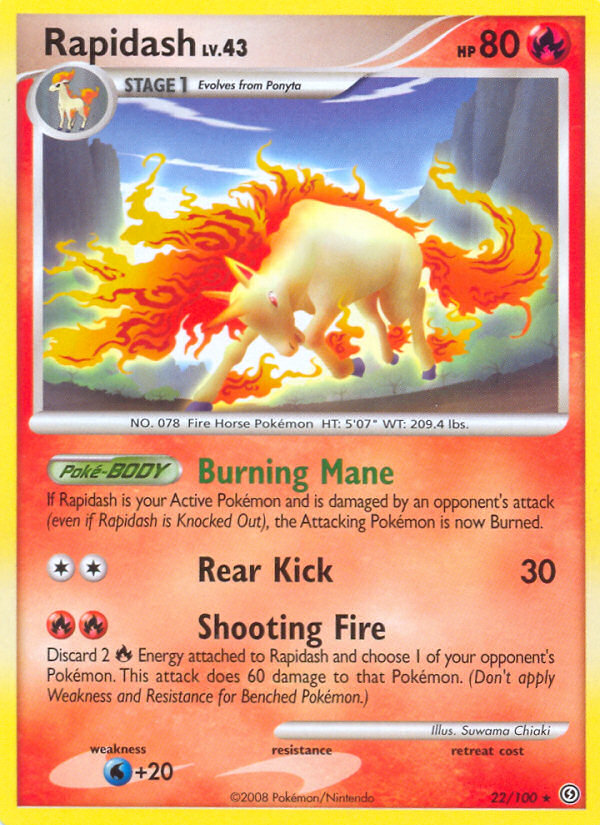 Rapidash LV.43
HP 80
STAGE 1 Evolves from Ponyta
NO. 078 Fire Horse Pokémon HT: 5'07" WT: 209.4 lbs.
Poké-BODY Burning Mane
If Rapidash is your Active Pokémon and is damaged by an opponent's attack
(even if Rapidash is Knocked Out), the Attacking Pokémon is now Burned.
Rear Kick 30
Shooting Fire
Discard 2 Energy attached to Rapidash and choose 1 of your opponent's
Pokémon. This attack does 60 damage to that Pokémon. (Don't apply
Weakness and Resistance for Benched Pokémon.)
Illus. Suwama Chiaki
weakness resistance retreat cost
+20
©2008 Pokémon/Nintendo
22/100 ★